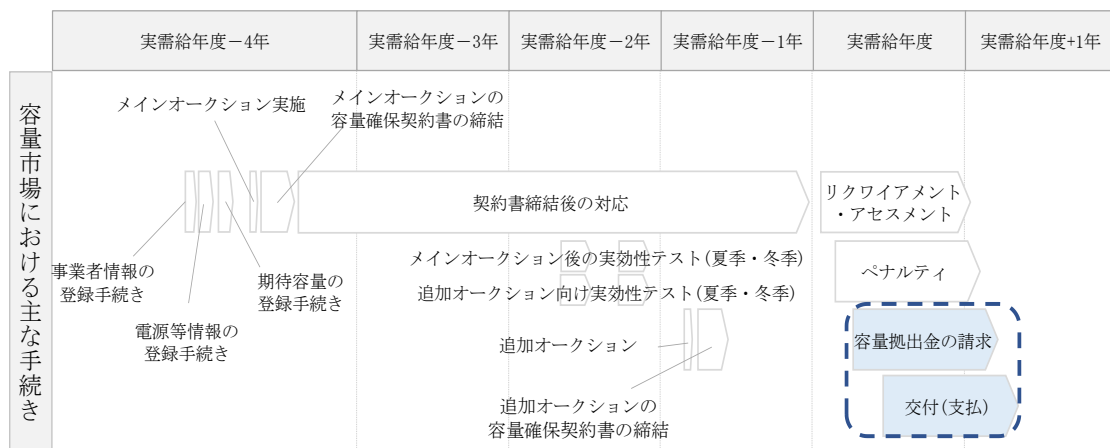 実需給年度－4年
実需給年度－3年
実需給年度－2年
実需給年度－1年
実需給年度
実需給年度+1年
容量市場における主な手続き
メインオークション実施
メインオークションの
容量確保契約書の締結
契約書締結後の対応
リクワイアメント
・アセスメント
事業者情報の
登録手続き
電源等情報の
登録手続き
期待容量の
登録手続き
メインオークション後の実効性テスト(夏季・冬季)
追加オークション向け実効性テスト(夏季・冬季)
ペナルティ
追加オークション
追加オークションの
容量確保契約書の締結
容量拠出金の請求
交付(支払)